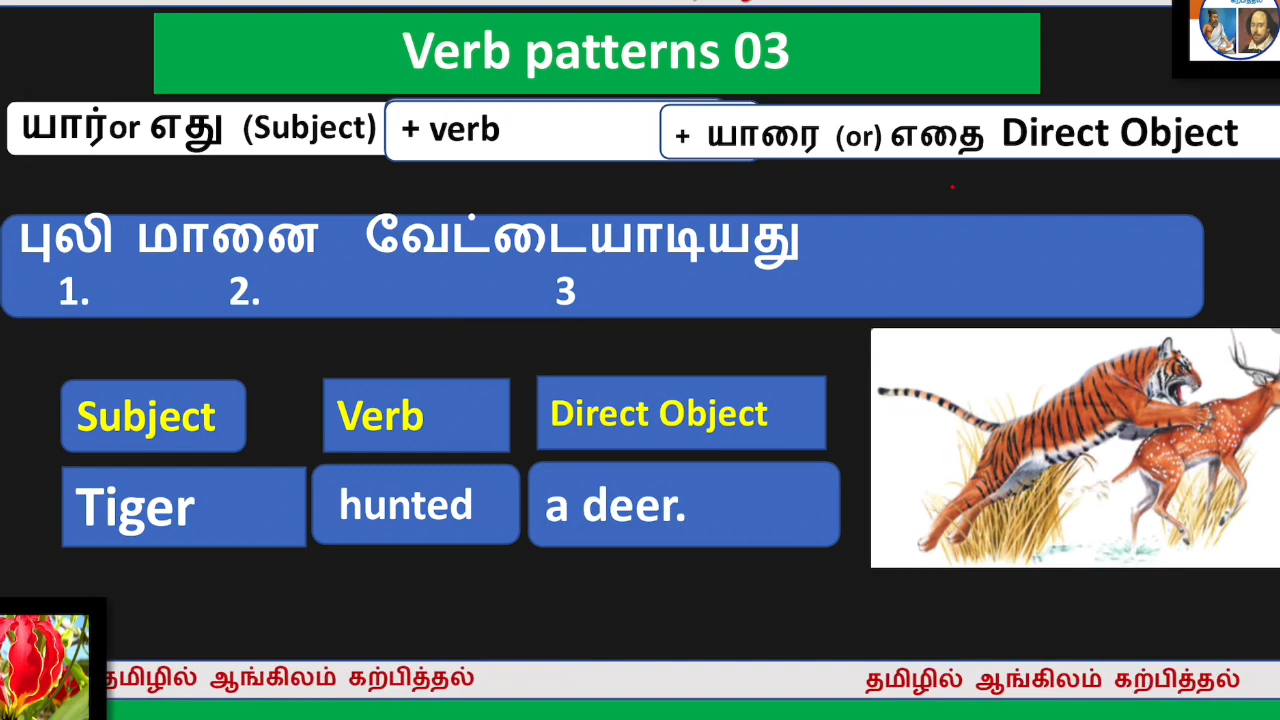 Verb patterns 03
யார் or எது (Subject) + verb + யாரை (or) எதை Direct Object
புலி மானை வேட்டையாடியது
1. 2. 3
Subject Verb Direct Object
Tiger hunted a deer.
தமிழில் ஆங்கிலம் கற்பித்தல் தமிழில் ஆங்கிலம் கற்பித்தல்